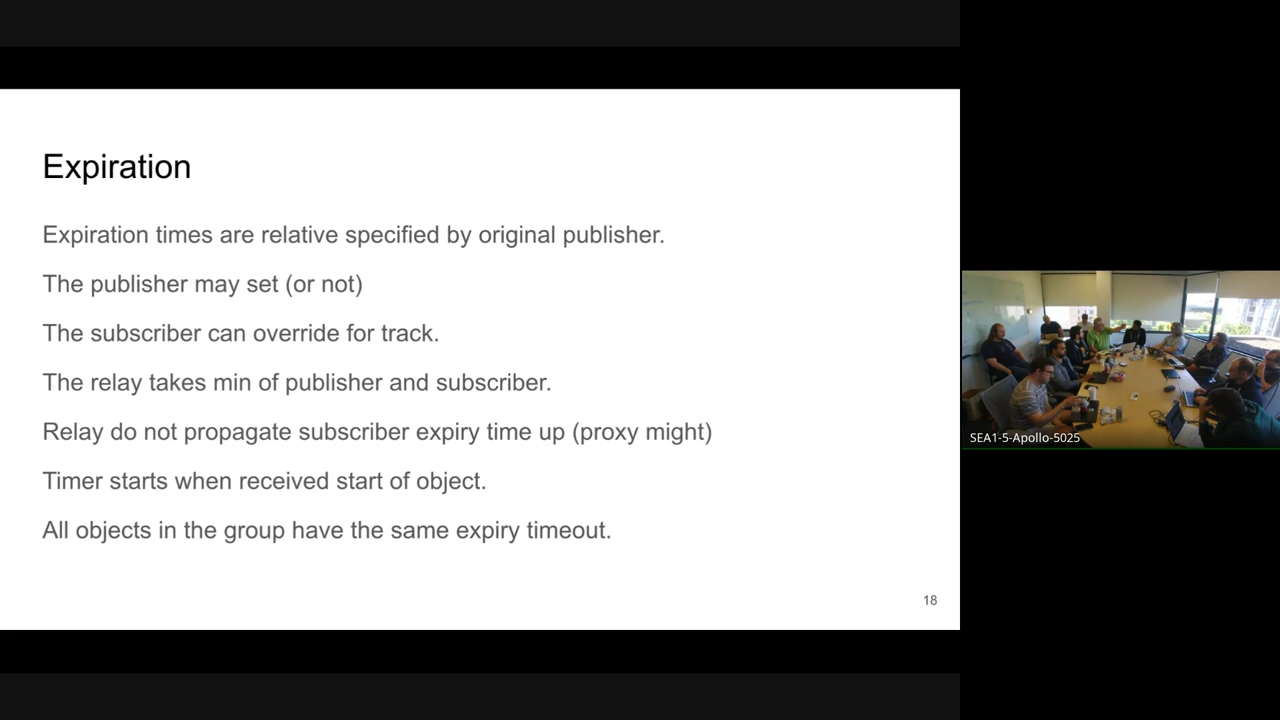 Expiration
Expiration times are relative specified by original publisher.
The publisher may set (or not)
The subscriber can override for track.
The relay takes min of publisher and subscriber.
Relay do not propagate subscriber expiry time up (proxy might)
Timer starts when received start of object.
All objects in the group have the same expiry timeout.
18
SEA1-5-Apollo-5025